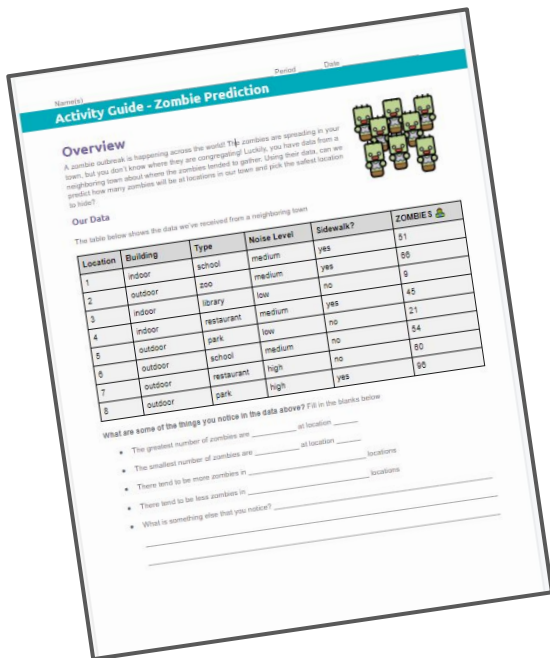 Name(s) ____ Period ____ Date ____
Activity Guide - Zombie Prediction
Overview
A zombie outbreak is happening across the world! The zombies are spreading in your
town, but you don't know where they are congregating! Luckily, you have data from a
neighboring town about where the zombies tended to gather. Using their data, can we
predict how many zombies will be at locations in our town and pick the safest location
to hide?
Our Data
The table below shows the data we've received from a neighboring town
Location Building Type Noise Level Sidewalk? ZOMBIES
1 indoor school medium yes 51
2 outdoor zoo medium yes 66
3 indoor library low no 9
4 indoor restaurant medium yes 45
5 outdoor park low no 21
6 outdoor school medium no 54
7 outdoor restaurant high no
8 outdoor park high yes 96
What are some of the things you notice in the data above? Fill in the blanks below
• The greatest number of zombies are ____ at location ____
• The smallest number of zombies are ____ at location ____
• There tend to be more zombies in ____ locations
• There tend to be less zombies in ____ locations
• What is something else that you notice? ____